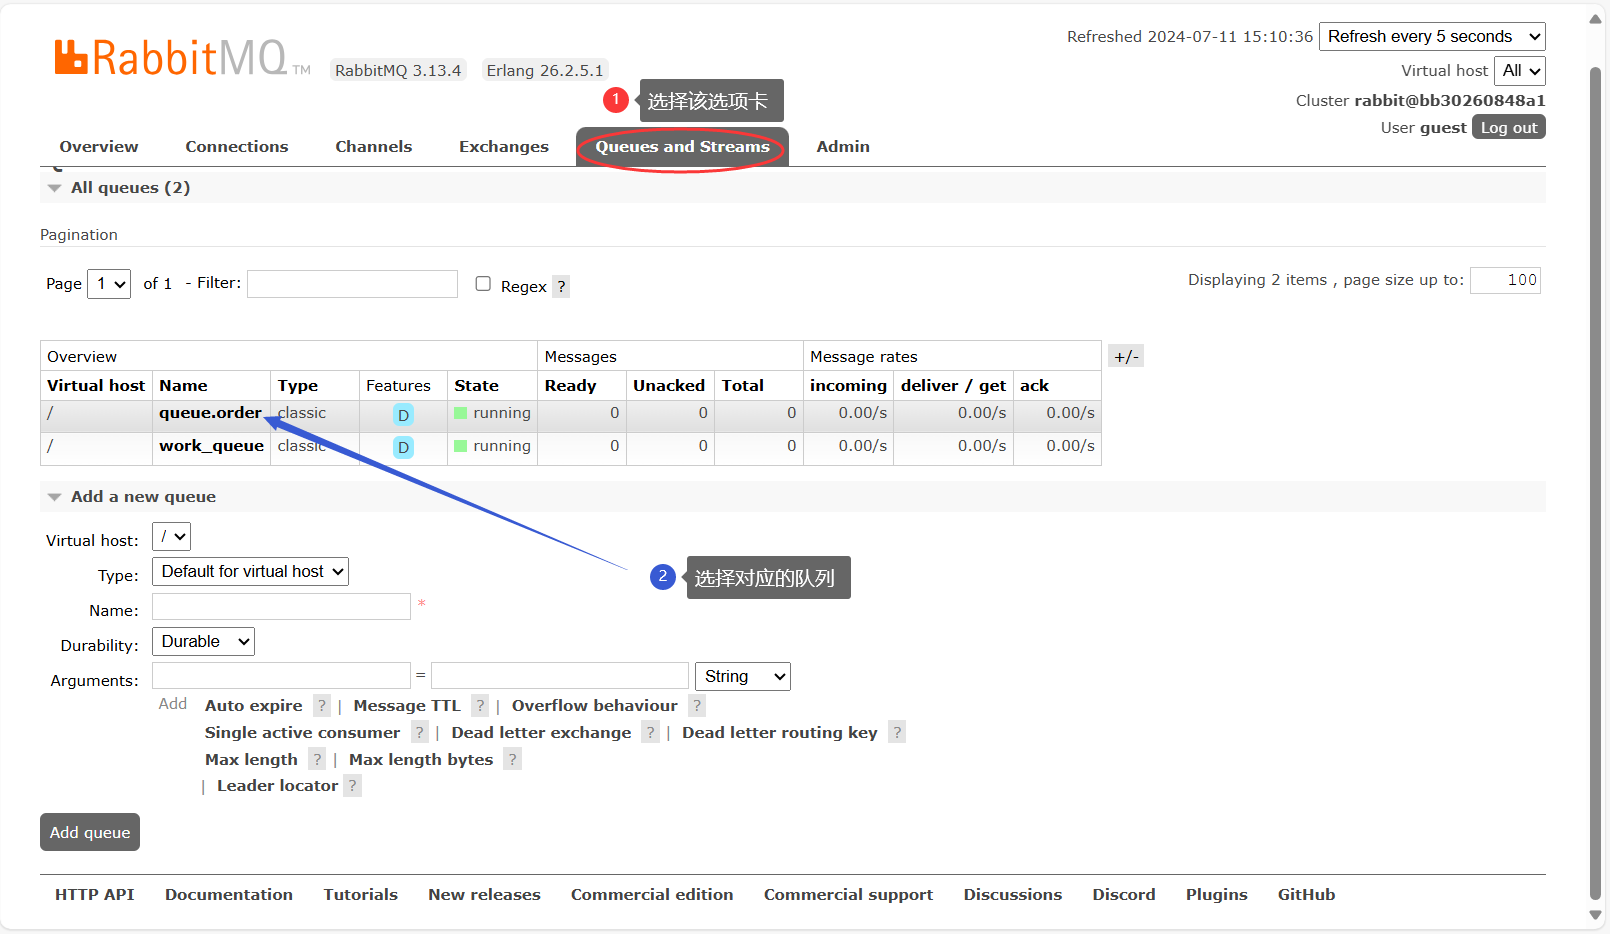 Refreshed 2024-07-11 15:10:36 Refresh every 5 seconds
RabbitMQ TM RabbitMQ 3.13.4 Erlang 26.2.5.1
Virtual host All
Cluster rabbit@bb30260848a1
User guest Log out
1 选择该选项卡
Overview Connections Channels Exchanges Queues and Streams Admin
All queues (2)
Pagination
Page 1 of 1 - Filter: Regex ? Displaying 2 items , page size up to: 100
Overview Messages Message rates +/-
Virtual host Name Type Features State Ready Unacked Total incoming deliver / get ack
/ queue.order classic D running 0 0 0 0.00/s 0.00/s 0.00/s
/ work_queue classic D running 0 0 0 0.00/s 0.00/s 0.00/s
Add a new queue
Virtual host: /
Type: Default for virtual host
2 选择对应的队列
Name: *
Durability: Durable
Arguments: = String
Add Auto expire ? | Message TTL ? | Overflow behaviour ?
Single active consumer ? | Dead letter exchange ? | Dead letter routing key ?
Max length ? | Max length bytes ?
| Leader locator ?
Add queue
HTTP API Documentation Tutorials New releases Commercial edition Commercial support Discussions Discord Plugins GitHub